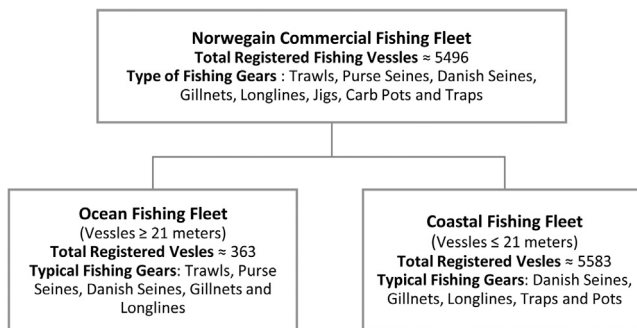 Norwegain Commercial Fishing Fleet
Total Registered Fishing Vessles ≈ 5496
Type of Fishing Gears : Trawls, Purse Seines, Danish Seines,
Gillnets, Longlines, Jigs, Carb Pots and Traps
Ocean Fishing Fleet
(Vessles ≥ 21 meters)
Total Registered Vesles ≈ 363
Typical Fishing Gears: Trawls, Purse
Seines, Danish Seines, Gillnets and
Longlines
Coastal Fishing Fleet
(Vessles ≤ 21 meters)
Total Registered Vesles ≈ 5583
Typical Fishing Gears: Danish Seines,
Gillnets, Longlines, Traps and Pots